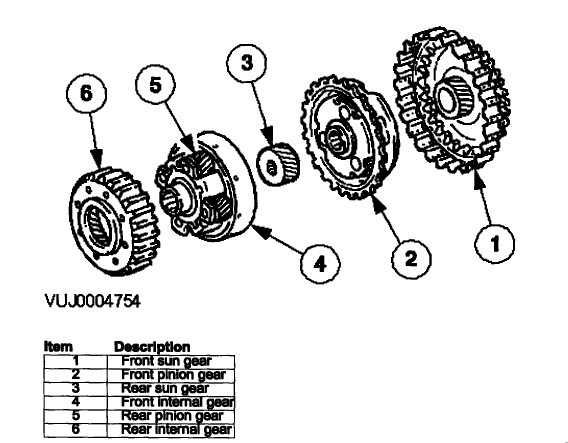 3
1
5
6
2
4
VUJ0004754
Item Description
1 Front sun gear
2 Front pinion gear
3 Rear sun gear
4 Front internal gear
5 Rear pinion gear
6 Rear internal gear